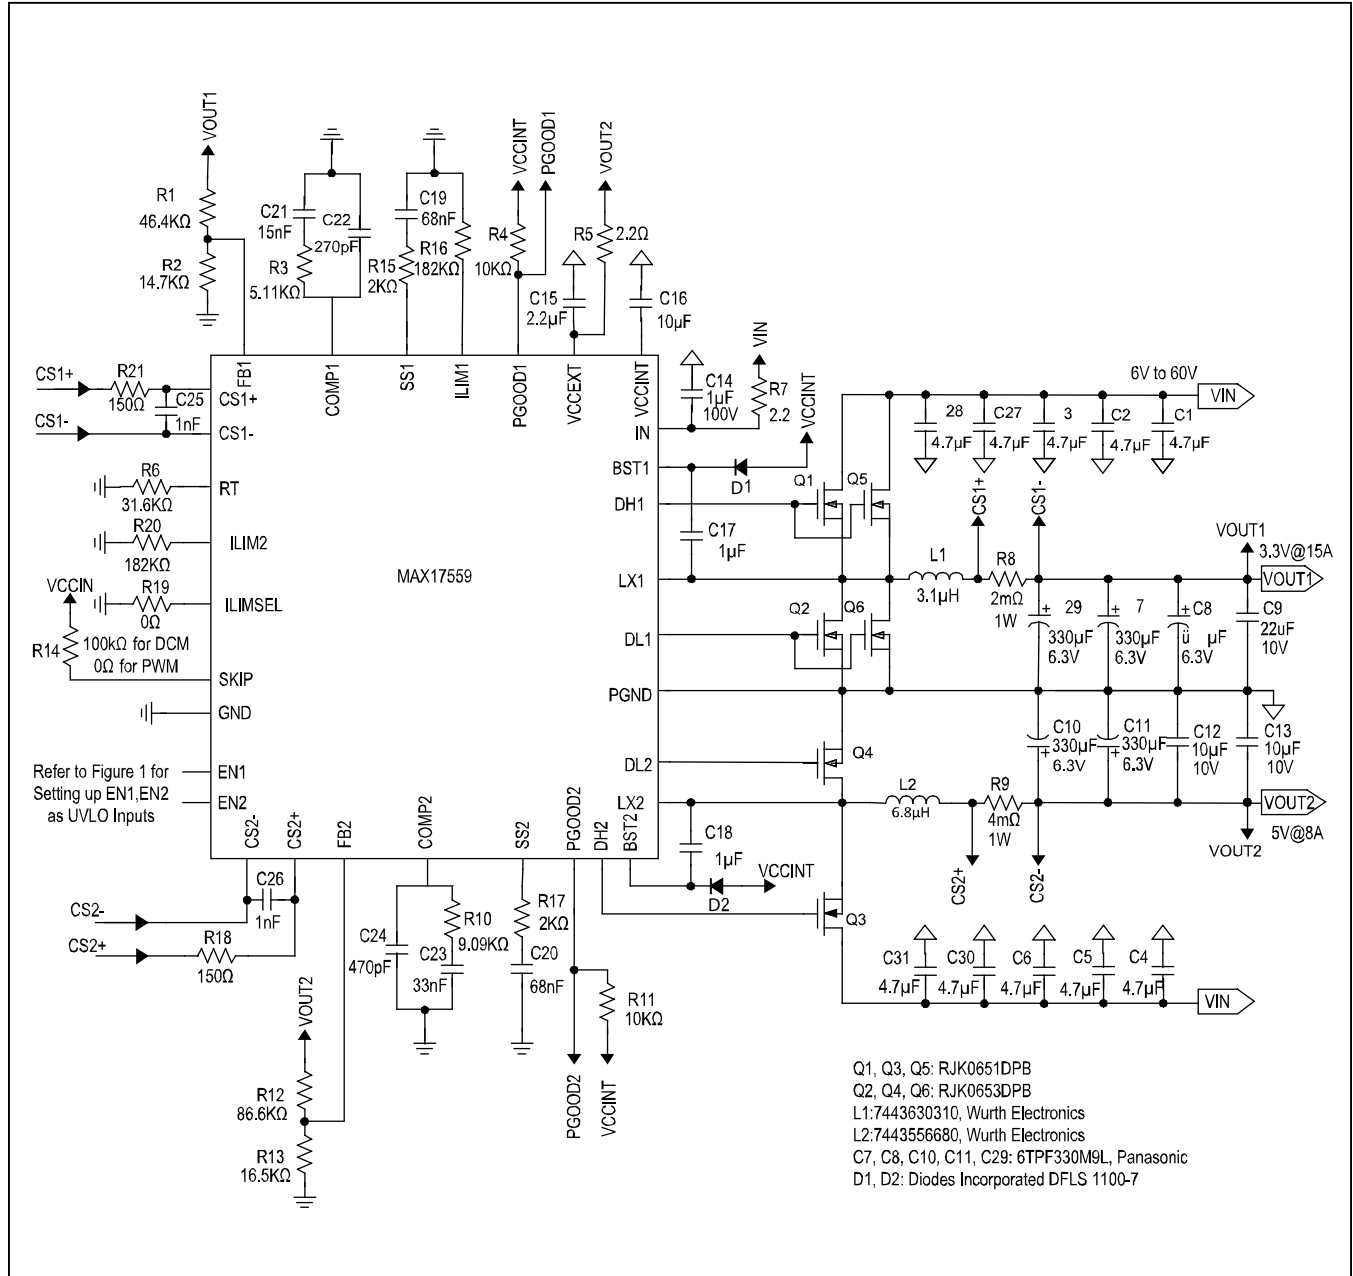 VOUT1
R1
46.4KΩ
R2
14.7KΩ
C21
15nF
C22
270pF
R3
5.11KΩ
C19
68nF
R15
2KΩ
R16
182KΩ
VCCINT
PGOOD1
R4
10KΩ
VOUT2
R5
2.2Ω
C15
2.2µF
C16
10µF
FB1
COMP1
SS1
ILIM1
PGOOD1
VCCEXT
VCCINT
CS1+
R21
150Ω
C25
1nF
CS1-
CS1+
CS1-
R6
31.6KΩ
RT
R20
182KΩ
ILIM2
VCCIN
R19
0Ω
ILIMSEL
R14
100kΩ for DCM
0Ω for PWM
SKIP
GND
MAX17559
Refer to Figure 1 for
Setting up EN1,EN2
as UVLO Inputs
EN1
EN2
C14
1µF
100V
VIN
R7
2.2
IN
VCCINT
BST1
D1
DH1
C17
1µF
LX1
DL1
PGND
DL2
LX2
Q1
Q5
Q2
Q6
Q4
Q3
6V to 60V
VIN
28
4.7µF
C27
4.7µF
3
4.7µF
C2
4.7µF
C1
4.7µF
CS1+
CS1-
L1
3.1µH
R8
2mΩ
1W
VOUT1
3.3V@15A
VOUT1
29
330µF
6.3V
7
330µF
6.3V
C8
ü µF
6.3V
C9
22uF
10V
C10
330µF
6.3V
C11
330µF
6.3V
C12
10µF
10V
C13
10µF
10V
L2
6.8µH
R9
4mΩ
1W
VOUT2
5V@8A
VOUT2
CS2+
CS2-
CS2-
CS2+
FB2
COMP2
SS2
PGOOD2
DH2
BST2
C18
1µF
D2
VCCINT
CS2-
C26
1nF
CS2+
R18
150Ω
C24
470pF
R10
9.09KΩ
C23
33nF
R17
2KΩ
C20
68nF
R11
10KΩ
PGOOD2
VCCINT
VOUT2
R12
86.6KΩ
R13
16.5KΩ
C31
4.7µF
C30
4.7µF
C6
4.7µF
C5
4.7µF
C4
4.7µF
VIN
Q1, Q3, Q5: RJK0651DPB
Q2, Q4, Q6: RJK0653DPB
L1:7443630310, Wurth Electronics
L2:7443556680, Wurth Electronics
C7, C8, C10, C11, C29: 6TPF330M9L, Panasonic
D1, D2: Diodes Incorporated DFLS 1100-7